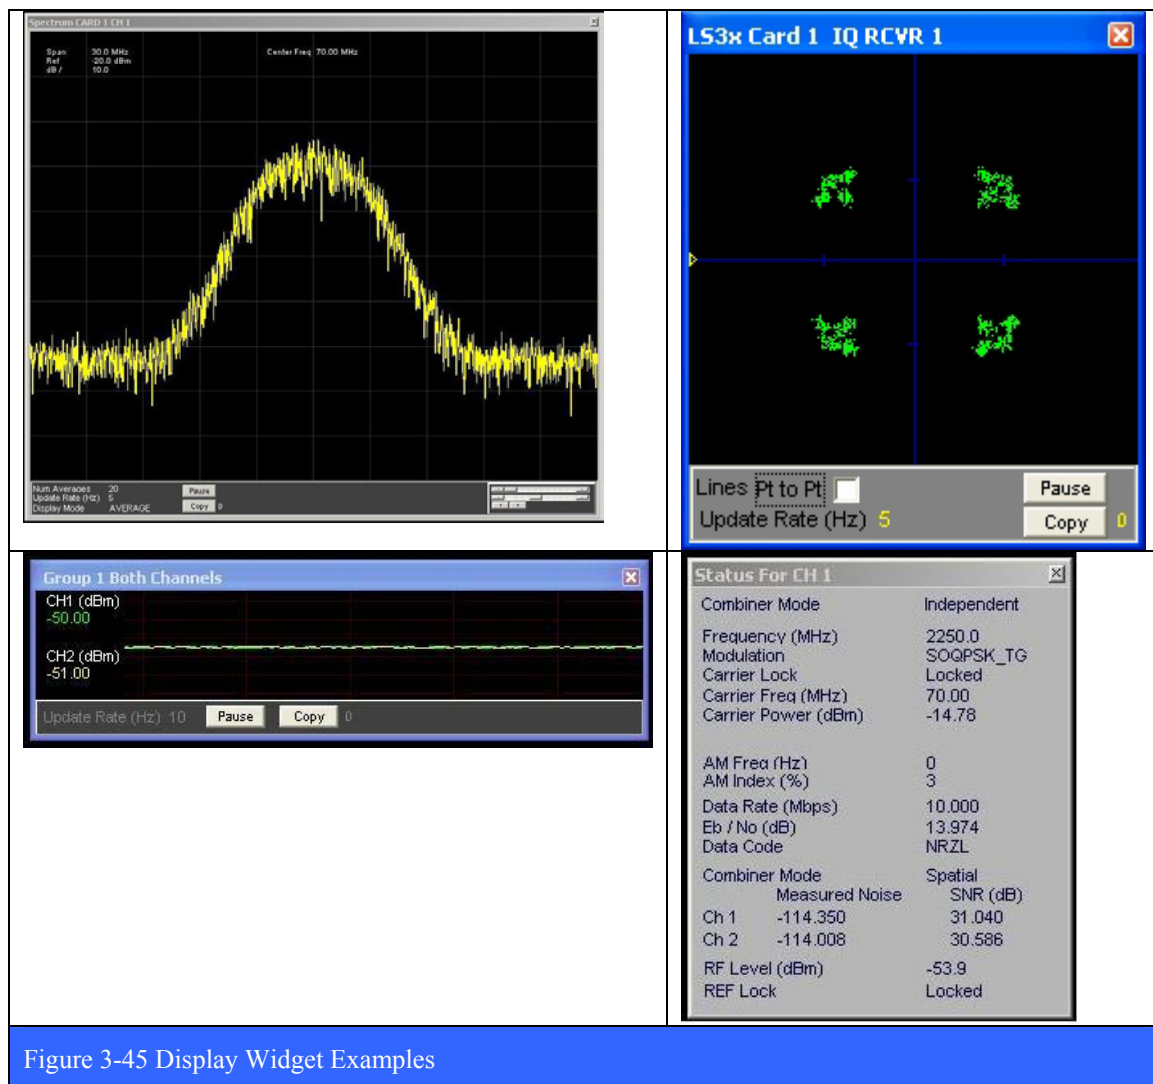 Spectrum CARD 1 CH 1
Span 30.0 MHz
Ref -20.0 dBm
dB / 10.0
Center Freq 70.00 MHz
Num Averages 20
Update Rate (Hz) 5
Display Mode AVERAGE
Pause
Copy 0
LS3x Card 1 IQ RCVR 1
Lines Pt to Pt
Update Rate (Hz) 5
Pause
Copy 0
Group 1 Both Channels
CH1 (dBm)
-50.00
CH2 (dBm)
-51.00
Update Rate (Hz) 10 Pause Copy 0
Status For CH 1
Combiner Mode Independent
Frequency (MHz) 2250.0
Modulation SOQPSK_TG
Carrier Lock Locked
Carrier Freq (MHz) 70.00
Carrier Power (dBm) -14.78
AM Freq (Hz) 0
AM Index (%) 3
Data Rate (Mbps) 10.000
Eb / No (dB) 13.974
Data Code NRZL
Combiner Mode Spatial
Measured Noise SNR (dB)
Ch 1 -114.350 31.040
Ch 2 -114.008 30.586
RF Level (dBm) -53.9
REF Lock Locked
Figure 3-45 Display Widget Examples